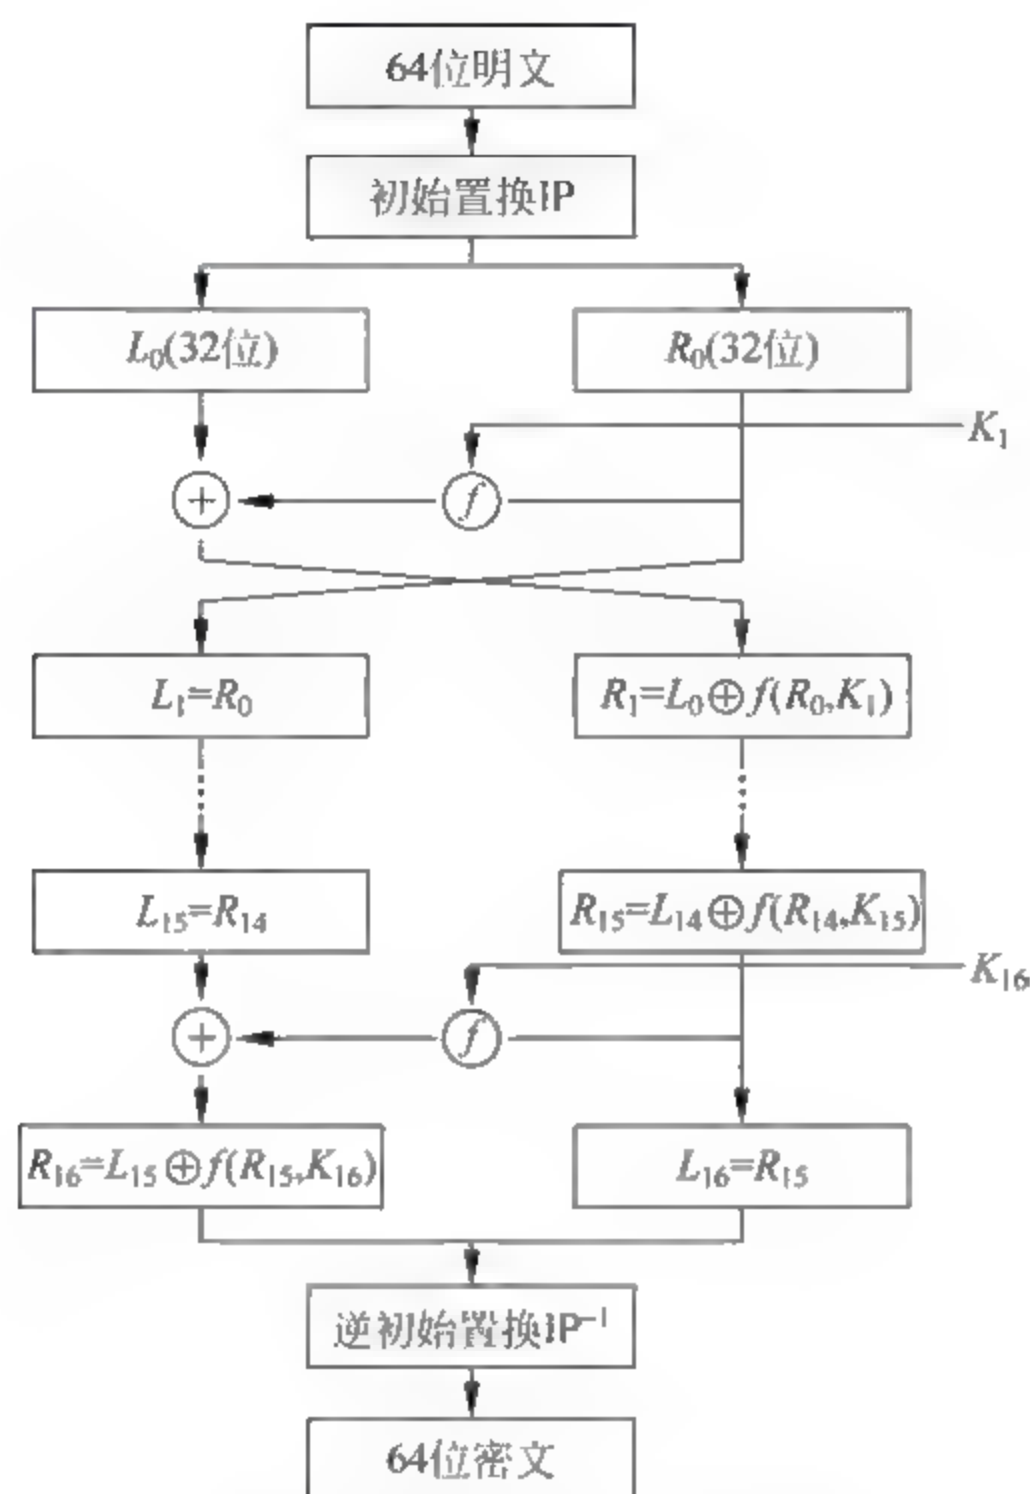 64位明文
初始置换IP
L₀(32位)
R₀(32位)
K₁
f
L₁=R₀
R₁=L₀⊕f(R₀,K₁)
L₁₅=R₁₄
R₁₅=L₁₄⊕f(R₁₄,K₁₅)
K₁₆
f
R₁₆=L₁₅⊕f(R₁₅,K₁₆)
L₁₆=R₁₅
逆初始置换IP⁻¹
64位密文